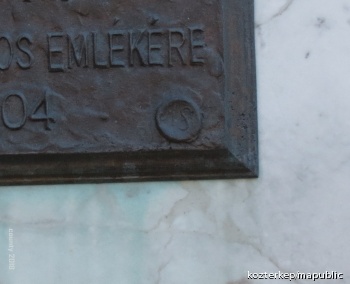 OS EMLÉKÉRE
04
kozterkep/mapublic